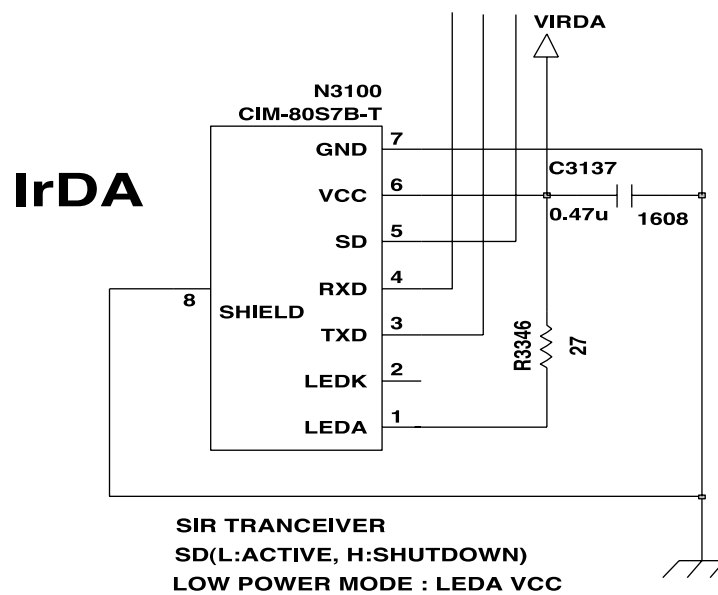 VIRDA
N3100
CIM-80S7B-T
IrDA
GND 7
C3137
VCC 6
0.47u 1608
SD 5
RXD 4
8 SHIELD
TXD 3
R3346 27
LEDK 2
LEDA 1
SIR TRANCEIVER
SD(L:ACTIVE, H:SHUTDOWN)
LOW POWER MODE : LEDA VCC